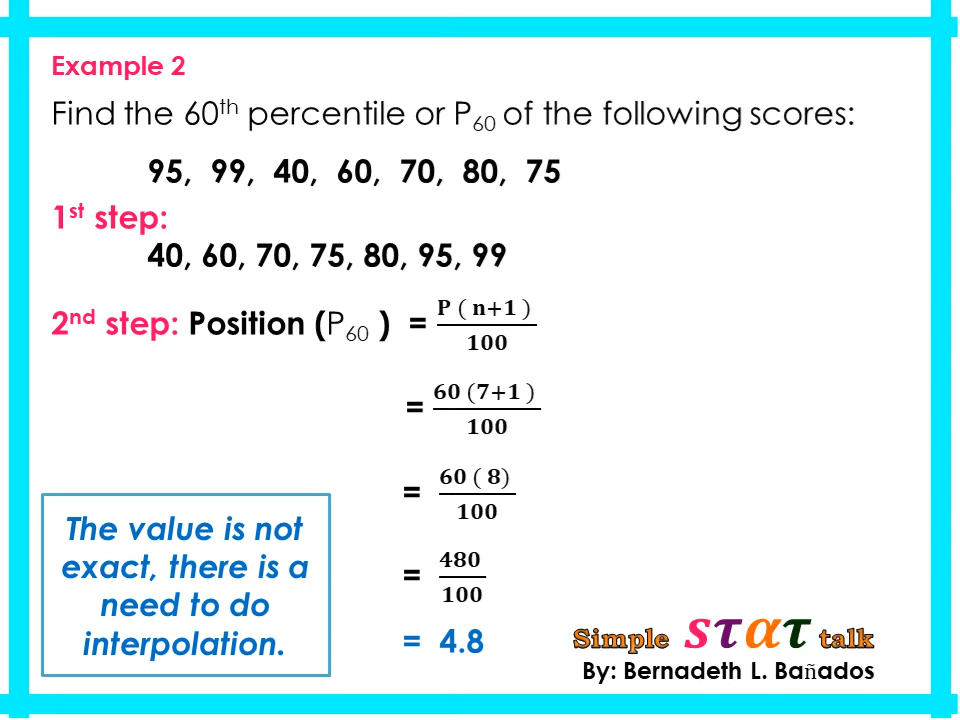 Example 2
Find the 60th percentile or P60 of the following scores:
95, 99, 40, 60, 70, 80, 75
1st step:
40, 60, 70, 75, 80, 95, 99
2nd step: Position (P60 ) = P ( n+1 ) / 100
= 60 (7+1 ) / 100
= 60 ( 8) / 100
= 480 / 100
= 4.8
The value is not
exact, there is a
need to do
interpolation.
Simple sτατ talk
By: Bernadeth L. Bañados